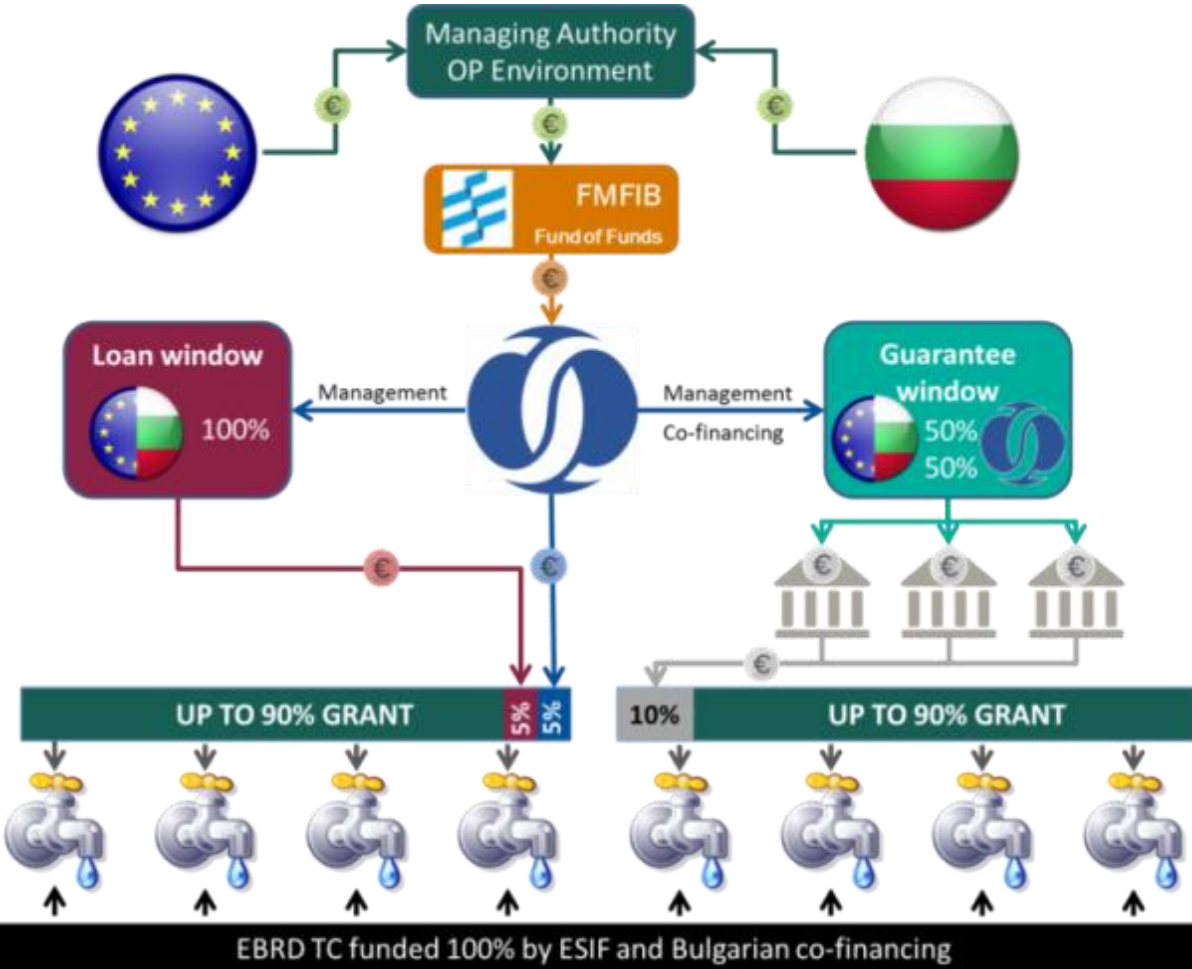 Managing Authority
OP Environment
€
€
€
FMFIB
Fund of Funds
€
Loan window
100%
Management
Management
Co-financing
Guarantee
window
50%
50%
€
€
€
€
€
€
UP TO 90% GRANT
5%
5%
10%
UP TO 90% GRANT
EBRD TC funded 100% by ESIF and Bulgarian co-financing